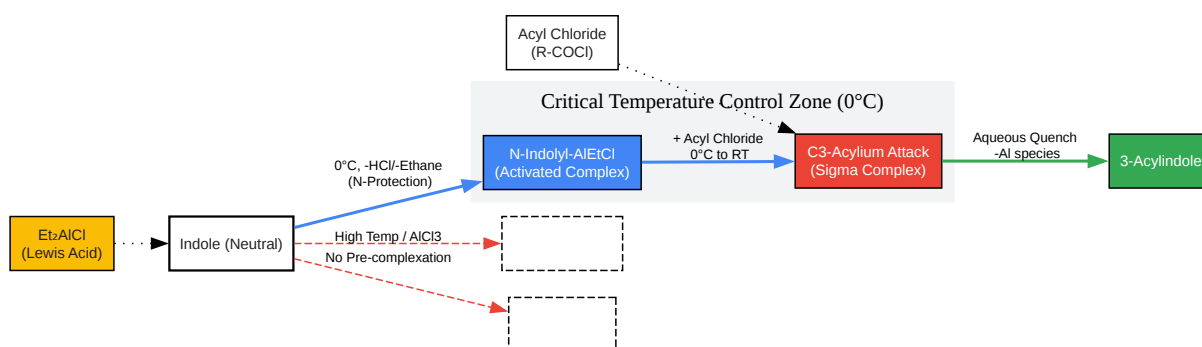 Acyl Chloride
(R-COCl)
Critical Temperature Control Zone (0°C)
N-Indolyl-AlEtCl
(Activated Complex)
+ Acyl Chloride
0°C to RT
C3-Acylium Attack
(Sigma Complex)
Aqueous Quench
-Al species
3-Acylindole
0°C, -HCl/-Ethane
(N-Protection)
Et₂AlCl
(Lewis Acid)
Indole (Neutral)
High Temp / AlCl3
No Pre-complexation